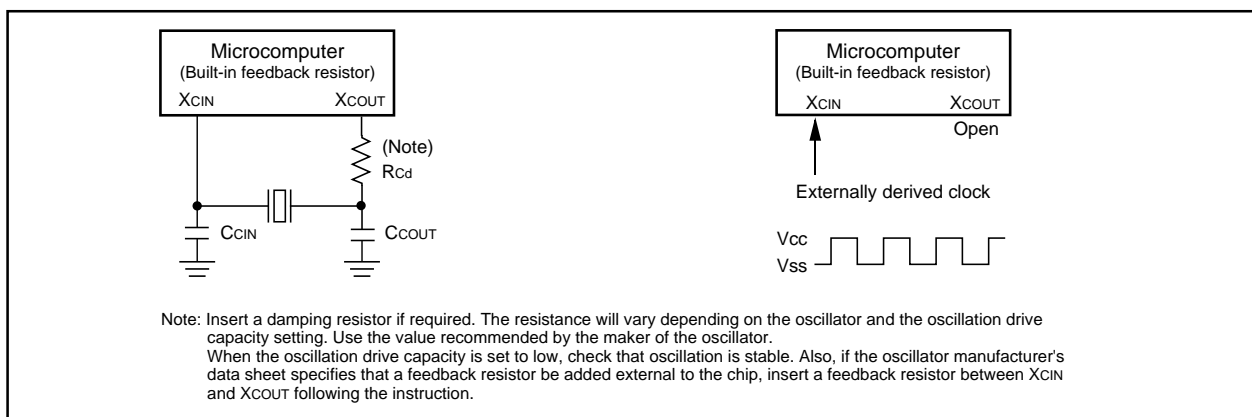 Microcomputer
(Built-in feedback resistor)
XCIN XCOUT
(Note)
RCd
CCIN CCOUT
Microcomputer
(Built-in feedback resistor)
XCIN XCOUT
Open
Externally derived clock
Vcc
Vss
Note: Insert a damping resistor if required. The resistance will vary depending on the oscillator and the oscillation drive
capacity setting. Use the value recommended by the maker of the oscillator.
When the oscillation drive capacity is set to low, check that oscillation is stable. Also, if the oscillator manufacturer's
data sheet specifies that a feedback resistor be added external to the chip, insert a feedback resistor between XCIN
and XCOUT following the instruction.